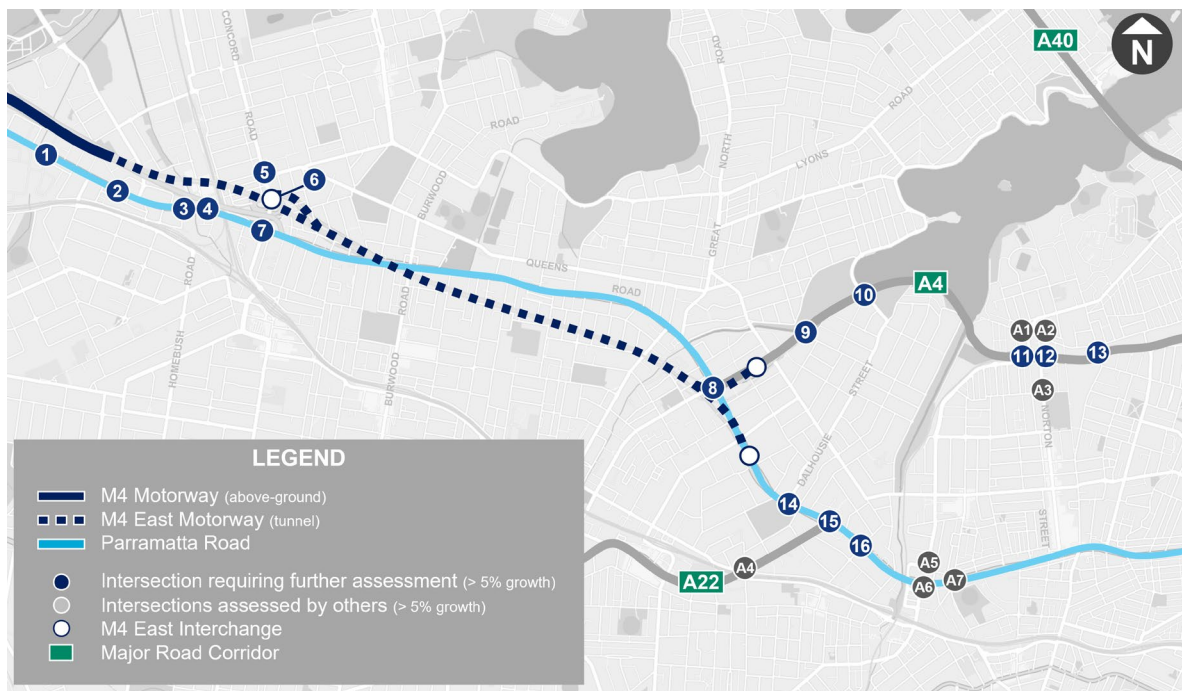 A40
N
CONCORD
ROAD
ROAD
BURWOOD
ROAD
NORTH
GREAT
LYONS
ROAD
1
2
3
4
5
6
7
QUEENS
ROAD
HOMEBUSH
ROAD
BURWOOD
ROAD
8
9
10
A4
A1
A2
11
12
13
A3
NORTON
STREET
STREET
DALHOUSIE
14
15
16
A4
A22
A5
A6
A7
LEGEND
M4 Motorway (above-ground)
M4 East Motorway (tunnel)
Parramatta Road
Intersection requiring further assessment (> 5% growth)
Intersections assessed by others (> 5% growth)
M4 East Interchange
Major Road Corridor